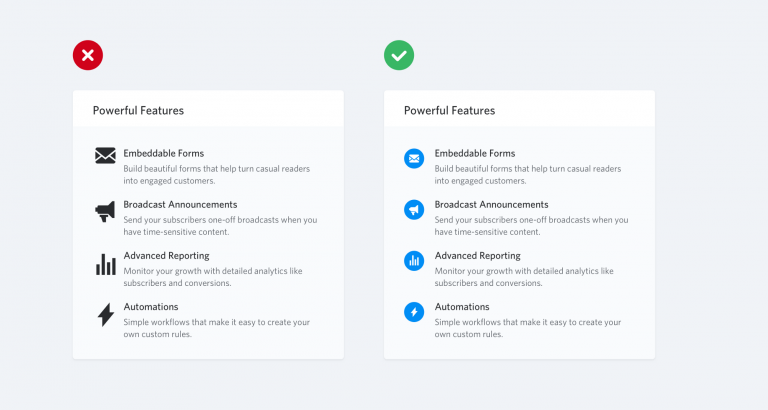 Powerful Features
Embeddable Forms
Build beautiful forms that help turn casual readers
into engaged customers.
Broadcast Announcements
Send your subscribers one-off broadcasts when you
have time-sensitive content.
Advanced Reporting
Monitor your growth with detailed analytics like
subscribers and conversions.
Automations
Simple workflows that make it easy to create your
own custom rules.
Powerful Features
Embeddable Forms
Build beautiful forms that help turn casual readers
into engaged customers.
Broadcast Announcements
Send your subscribers one-off broadcasts when you
have time-sensitive content.
Advanced Reporting
Monitor your growth with detailed analytics like
subscribers and conversions.
Automations
Simple workflows that make it easy to create your
own custom rules.